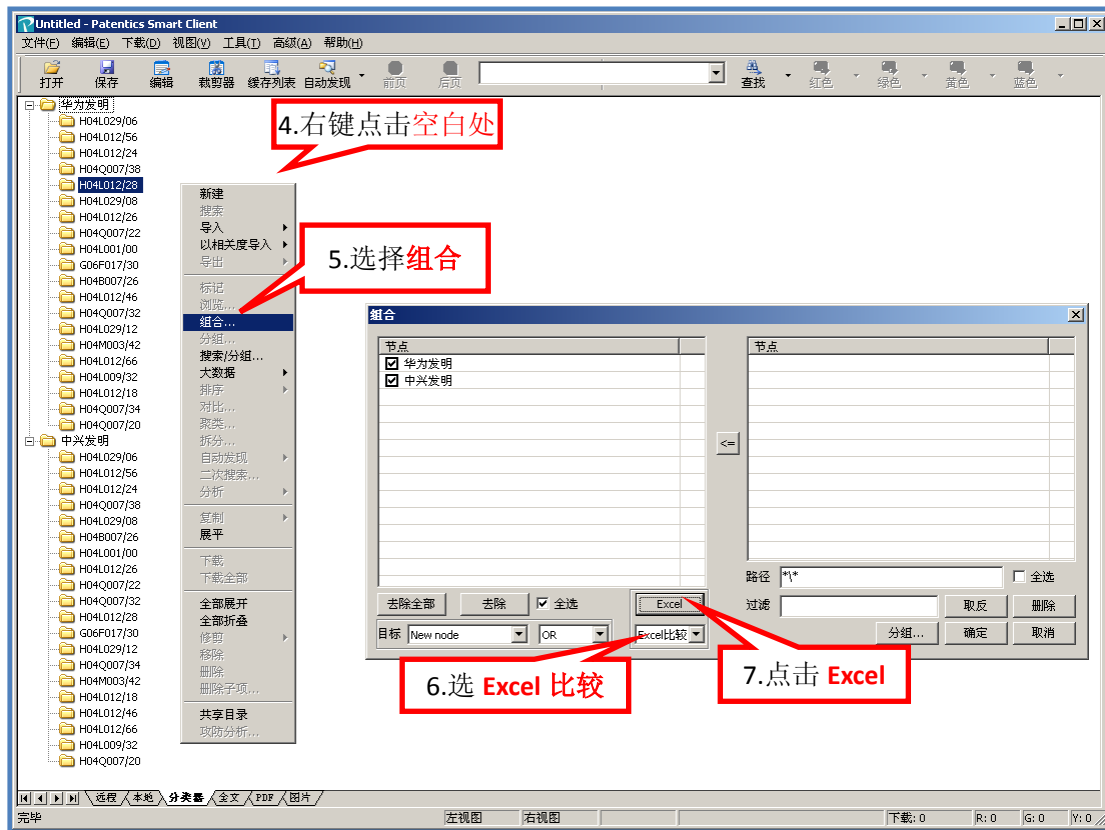 Untitled - Patentics Smart Client
文件(F) 编辑(E) 下载(D) 视图(V) 工具(T) 高级(A) 帮助(H)
打开 保存 编辑 裁剪器 缓存列表 自动发现 前页 后页 查找 红色 绿色 黄色 蓝色
华为发明
H04L029/06
H04L012/56
H04L012/24
H04Q007/38
H04L012/28
H04L029/08
H04L012/26
H04Q007/22
H04L001/00
G06F017/30
H04B007/26
H04L012/46
H04Q007/32
H04L029/12
H04M003/42
H04L012/66
H04L009/32
H04L012/18
H04Q007/34
H04Q007/20
中兴发明
H04L029/06
H04L012/56
H04L012/24
H04Q007/38
H04L029/08
H04B007/26
H04L001/00
H04L012/26
H04Q007/22
H04Q007/32
H04L012/28
G06F017/30
H04L029/12
H04Q007/34
H04M003/42
H04L012/18
H04L012/46
H04L012/66
H04L009/32
H04Q007/20
4.右键点击空白处
新建
搜索
导入
以相关度导入
导出
标记
浏览...
组合...
分组...
搜索/分组...
大数据
排序
对比...
聚类...
拆分...
自动发现
二次搜索...
分析
复制
展平
下载
下载全部
全部展开
全部折叠
修剪
移除
删除
删除子项...
共享目录
攻防分析...
5.选择组合
组合
节点
华为发明
中兴发明
<=
节点
去除全部 去除 全选 Excel
目标 New node OR Excel比较
路径 *\* 全选
过滤 取反 删除
分组... 确定 取消
6.选 Excel 比较
7.点击 Excel
远程 本地 分类器 全文 PDF 图片
完毕 左视图 右视图 下载: 0 R: 0 G: 0 Y: 0